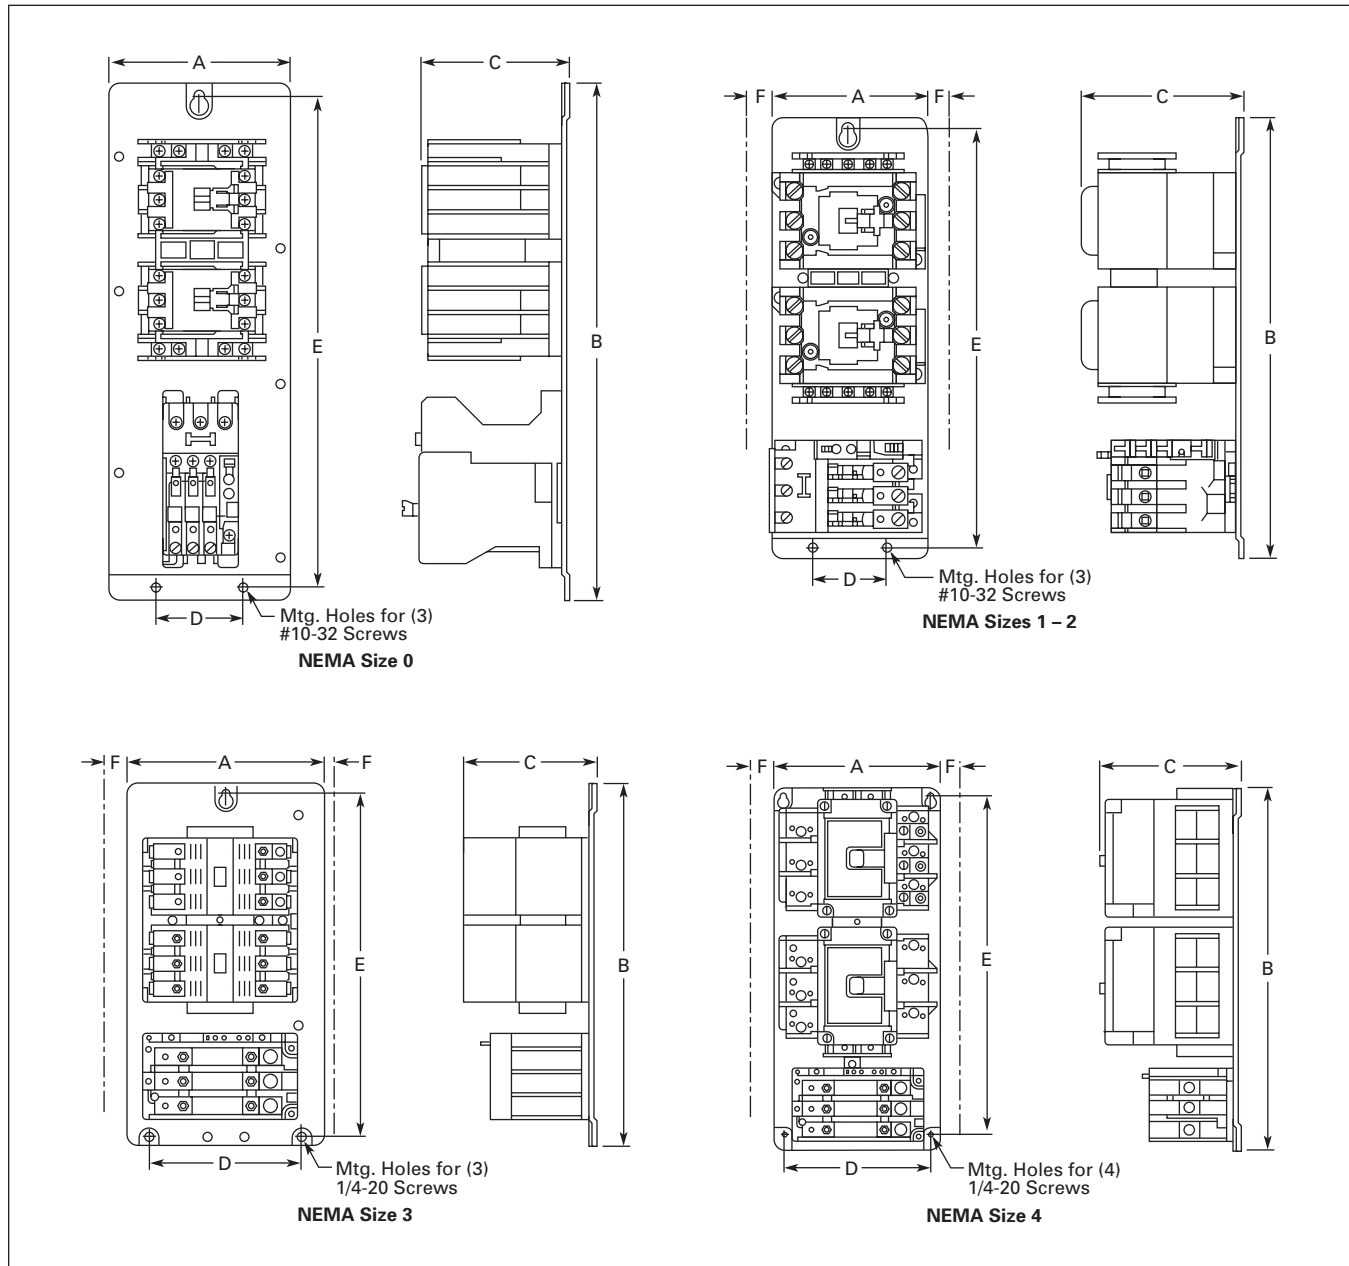 A
C
E
B
D
Mtg. Holes for (3)
#10-32 Screws
NEMA Size 0
F
A
F
C
E
B
D
Mtg. Holes for (3)
#10-32 Screws
NEMA Sizes 1 – 2
F
A
F
C
E
B
D
Mtg. Holes for (3)
1/4-20 Screws
NEMA Size 3
F
A
F
C
E
B
D
Mtg. Holes for (4)
1/4-20 Screws
NEMA Size 4